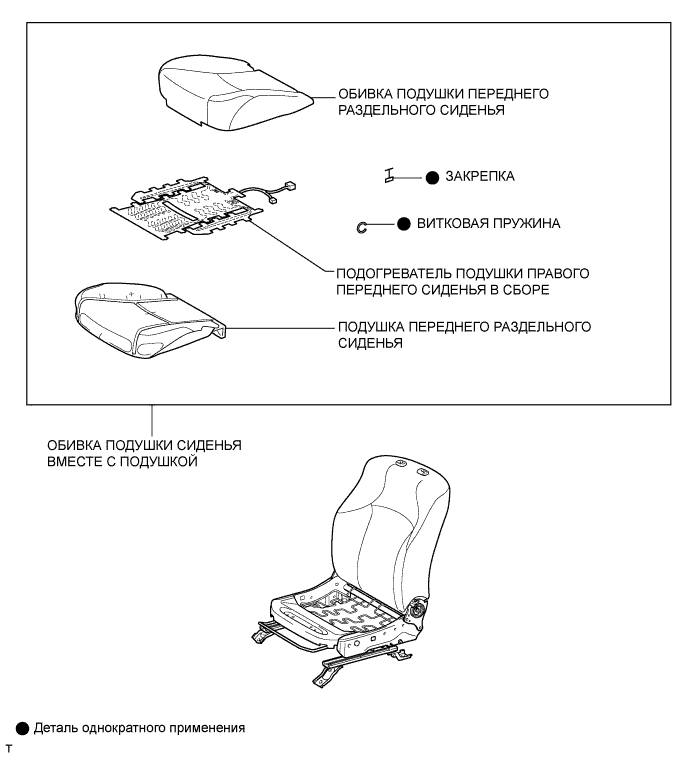 ОБИВКА ПОДУШКИ ПЕРЕДНЕГО
РАЗДЕЛЬНОГО СИДЕНЬЯ
ЗАКРЕПКА
ВИТКОВАЯ ПРУЖИНА
ПОДОГРЕВАТЕЛЬ ПОДУШКИ ПРАВОГО
ПЕРЕДНЕГО СИДЕНЬЯ В СБОРЕ
ПОДУШКА ПЕРЕДНЕГО РАЗДЕЛЬНОГО
СИДЕНЬЯ
ОБИВКА ПОДУШКИ СИДЕНЬЯ
ВМЕСТЕ С ПОДУШКОЙ
Деталь однократного применения
T